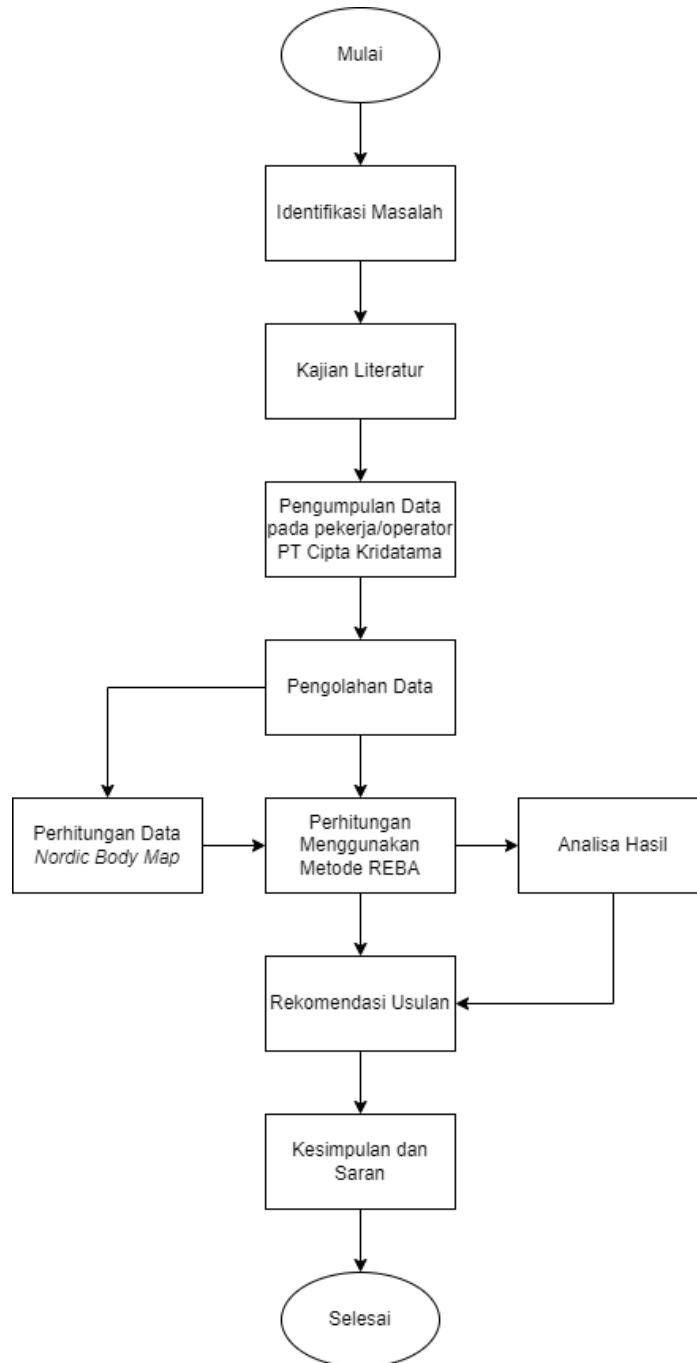 Mulai
Identifikasi Masalah
Kajian Literatur
Pengumpulan Data
pada pekerja/operator
PT Cipta Kridatama
Pengolahan Data
Perhitungan Data
Nordic Body Map
Perhitungan
Menggunakan
Metode REBA
Analisa Hasil
Rekomendasi Usulan
Kesimpulan dan
Saran
Selesai